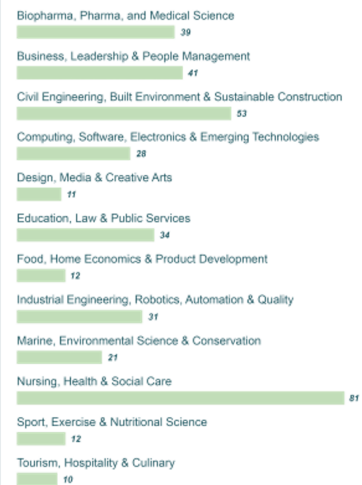 Biopharma, Pharma, and Medical Science
39
Business, Leadership & People Management
41
Civil Engineering, Built Environment & Sustainable Construction
53
Computing, Software, Electronics & Emerging Technologies
28
Design, Media & Creative Arts
11
Education, Law & Public Services
34
Food, Home Economics & Product Development
12
Industrial Engineering, Robotics, Automation & Quality
31
Marine, Environmental Science & Conservation
21
Nursing, Health & Social Care
81
Sport, Exercise & Nutritional Science
12
Tourism, Hospitality & Culinary
10